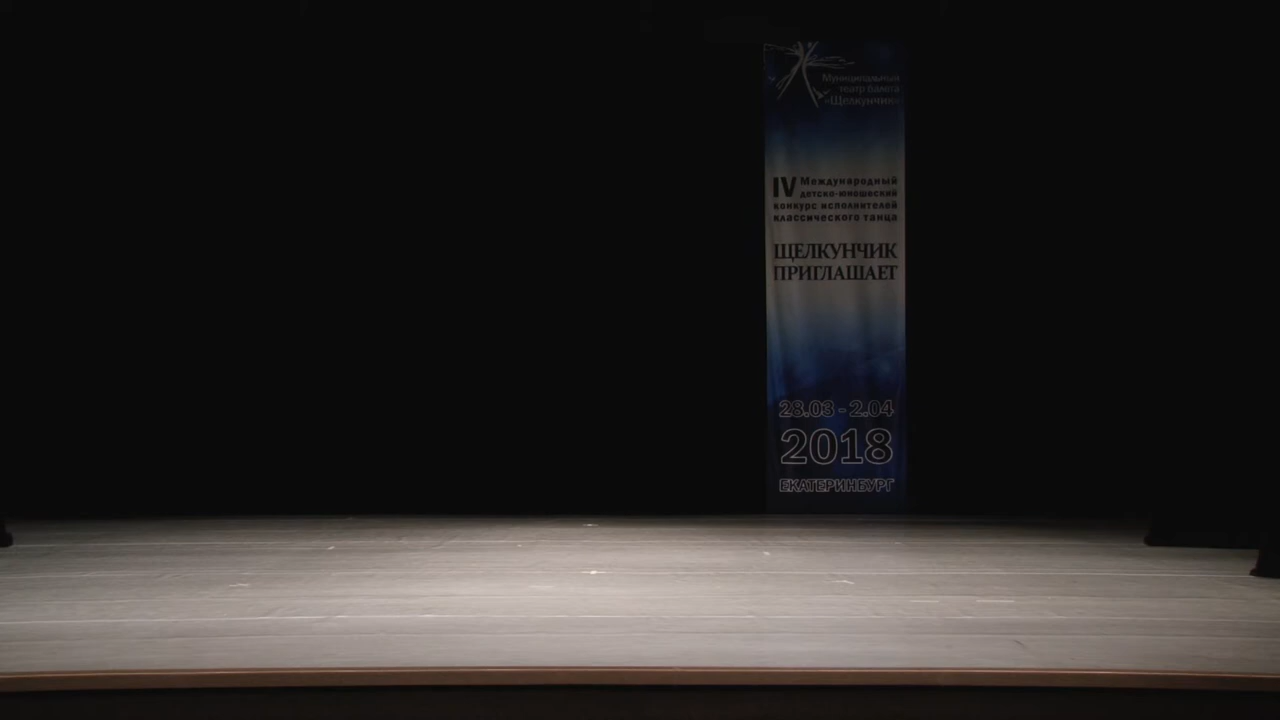 Муниципальный
театр балета
«Щелкунчик»
IV Международный
детско-юношеский
конкурс исполнителей
классического танца
ЩЕЛКУНЧИК
ПРИГЛАШАЕТ
28.03 - 2.04
2018
ЕКАТЕРИНБУРГ